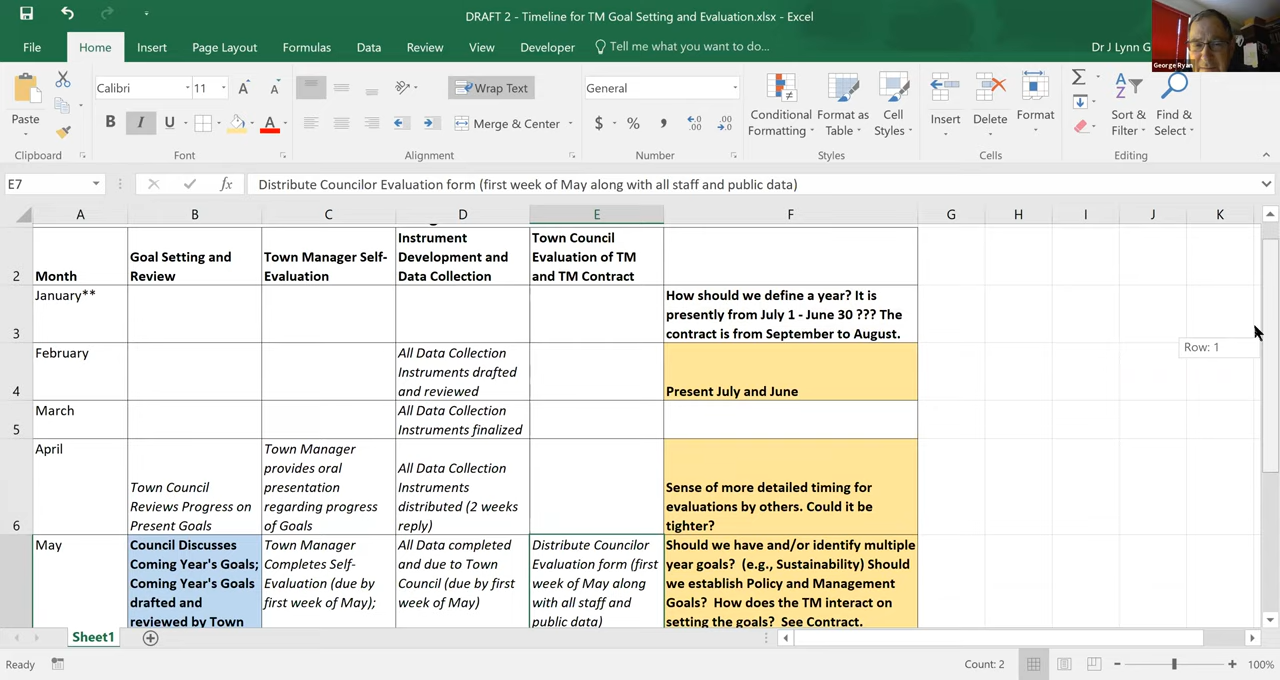 DRAFT 2 - Timeline for TM Goal Setting and Evaluation.xlsx - Excel
File Home Insert Page Layout Formulas Data Review View Developer Tell me what you want to do... Dr J Lynn G
George Ryan
Calibri 11 A A Wrap Text General
Paste B I U A Merge & Center $ % , Conditional Formatting Format as Table Cell Styles Insert Delete Format Sort & Filter Find & Select
Clipboard Font Alignment Number Styles Cells Editing
E7 fx Distribute Councilor Evaluation form (first week of May along with all staff and public data)
A B C D E F G H I J K
2
Month
Goal Setting and
Review
Town Manager Self-
Evaluation
Instrument
Development and
Data Collection
Town Council
Evaluation of TM
and TM Contract
3
January**
How should we define a year? It is
presently from July 1 - June 30 ??? The
contract is from September to August.
Row: 1
4
February
All Data Collection
Instruments drafted
and reviewed
Present July and June
5
March
All Data Collection
Instruments finalized
6
April
Town Council
Reviews Progress on
Present Goals
Town Manager
provides oral
presentation
regarding progress
of Goals
All Data Collection
Instruments
distributed (2 weeks
reply)
Sense of more detailed timing for
evaluations by others. Could it be
tighter?
May
Council Discusses
Coming Year's Goals;
Coming Year's Goals
drafted and
reviewed by Town
Town Manager
Completes Self-
Evaluation (due by
first week of May);
All Data completed
and due to Town
Council (due by first
week of May)
Distribute Councilor
Evaluation form (first
week of May along
with all staff and
public data)
Should we have and/or identify multiple
year goals? (e.g., Sustainability) Should
we establish Policy and Management
Goals? How does the TM interact on
setting the goals? See Contract.
Sheet1
Ready Count: 2 100%